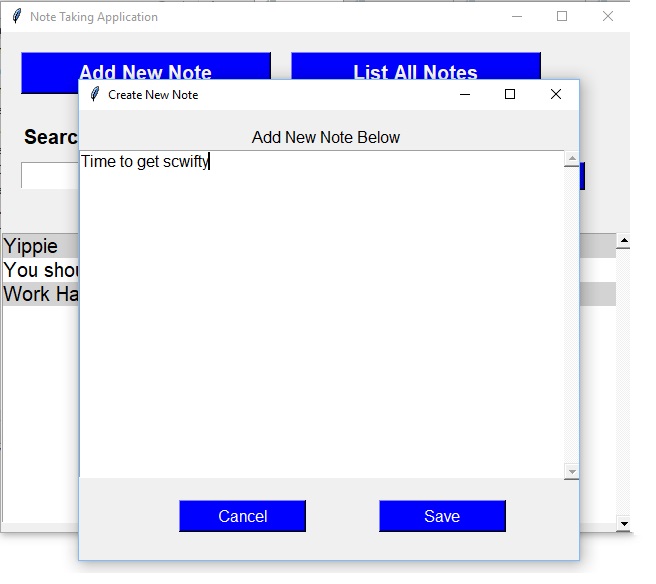 Note Taking Application
Add New Note List All Notes
Create New Note
Searc
Add New Note Below
Time to get scwifty
Yippie
You shou
Work Ha
Cancel Save